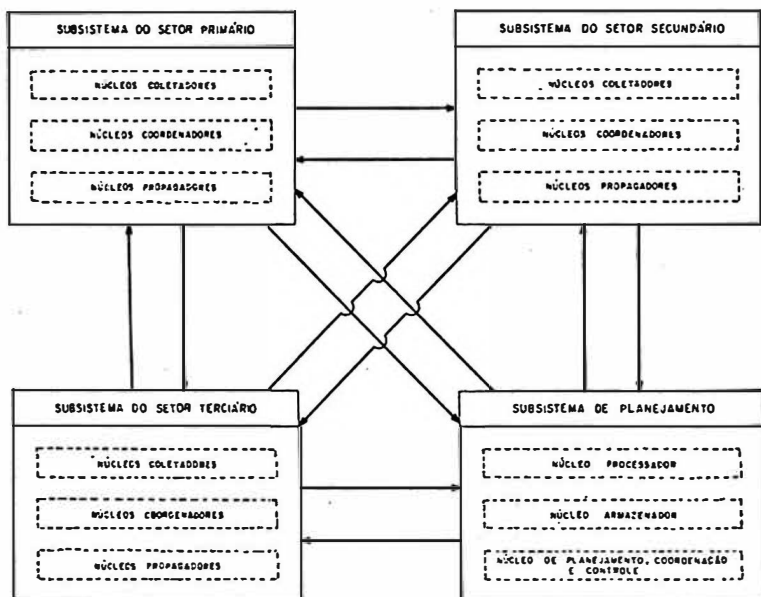 SUBSISTEMA DO SETOR PRIMÁRIO
NÚCLEOS COLETADORES
NÚCLEOS COORDENADORES
NÚCLEOS PROPAGADORES
SUBSISTEMA DO SETOR SECUNDÁRIO
NÚCLEOS COLETADORES
NÚCLEOS COORDENADORES
NÚCLEOS PROPAGADORES
SUBSISTEMA DO SETOR TERCIÁRIO
NÚCLEOS COLETADORES
NÚCLEOS COORDENADORES
NÚCLEOS PROPAGADORES
SUBSISTEMA DE PLANEJAMENTO
NÚCLEO PROCESSADOR
NÚCLEO ARMAZENADOR
NÚCLEO DE PLANEJAMENTO, COORDENAÇÃO
E CONTROLE